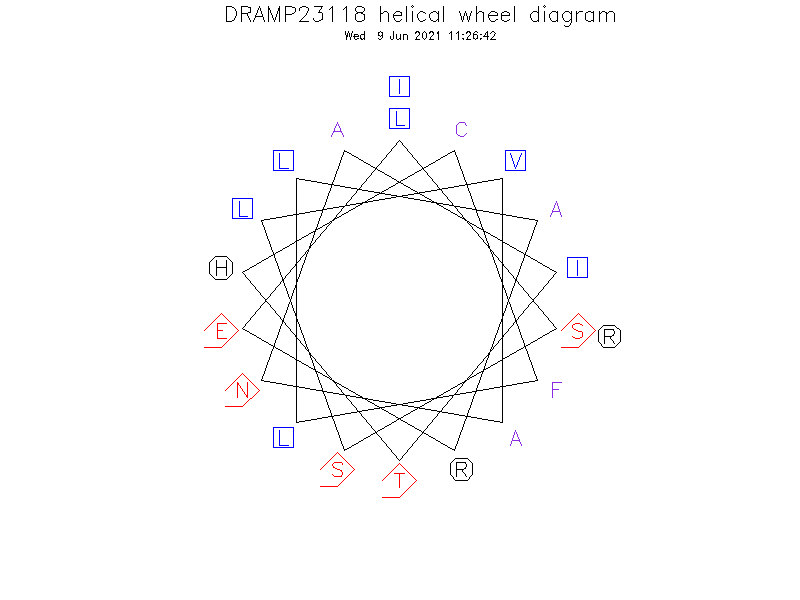 DRAMP23118 helical wheel diagram
Wed 9 Jun 2021 11:26:42
I
L
A C
L V
L A
H I
E S R
N F
L A
S T R